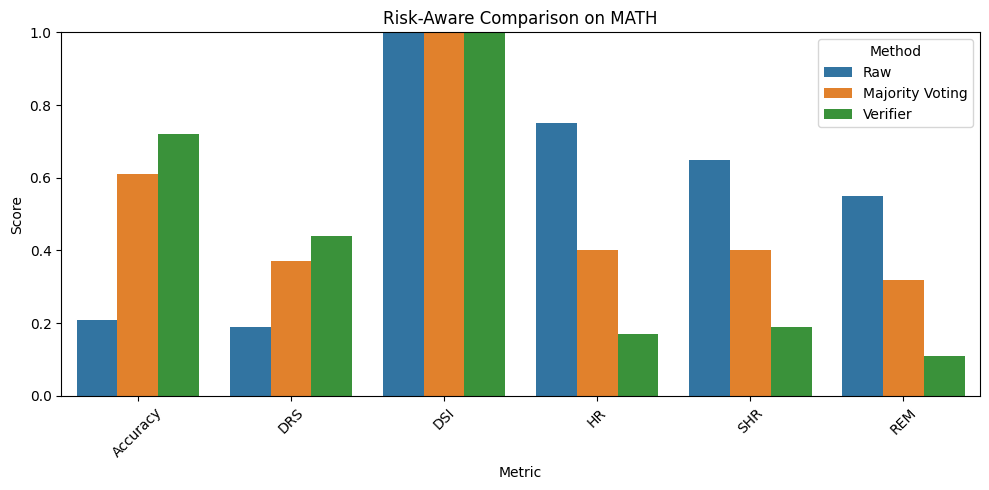 Risk-Aware Comparison on MATH
Method
Raw
Majority Voting
Verifier
Score
1.0
0.8
0.6
0.4
0.2
0.0
Accuracy
DRS
DSI
HR
SHR
REM
Metric